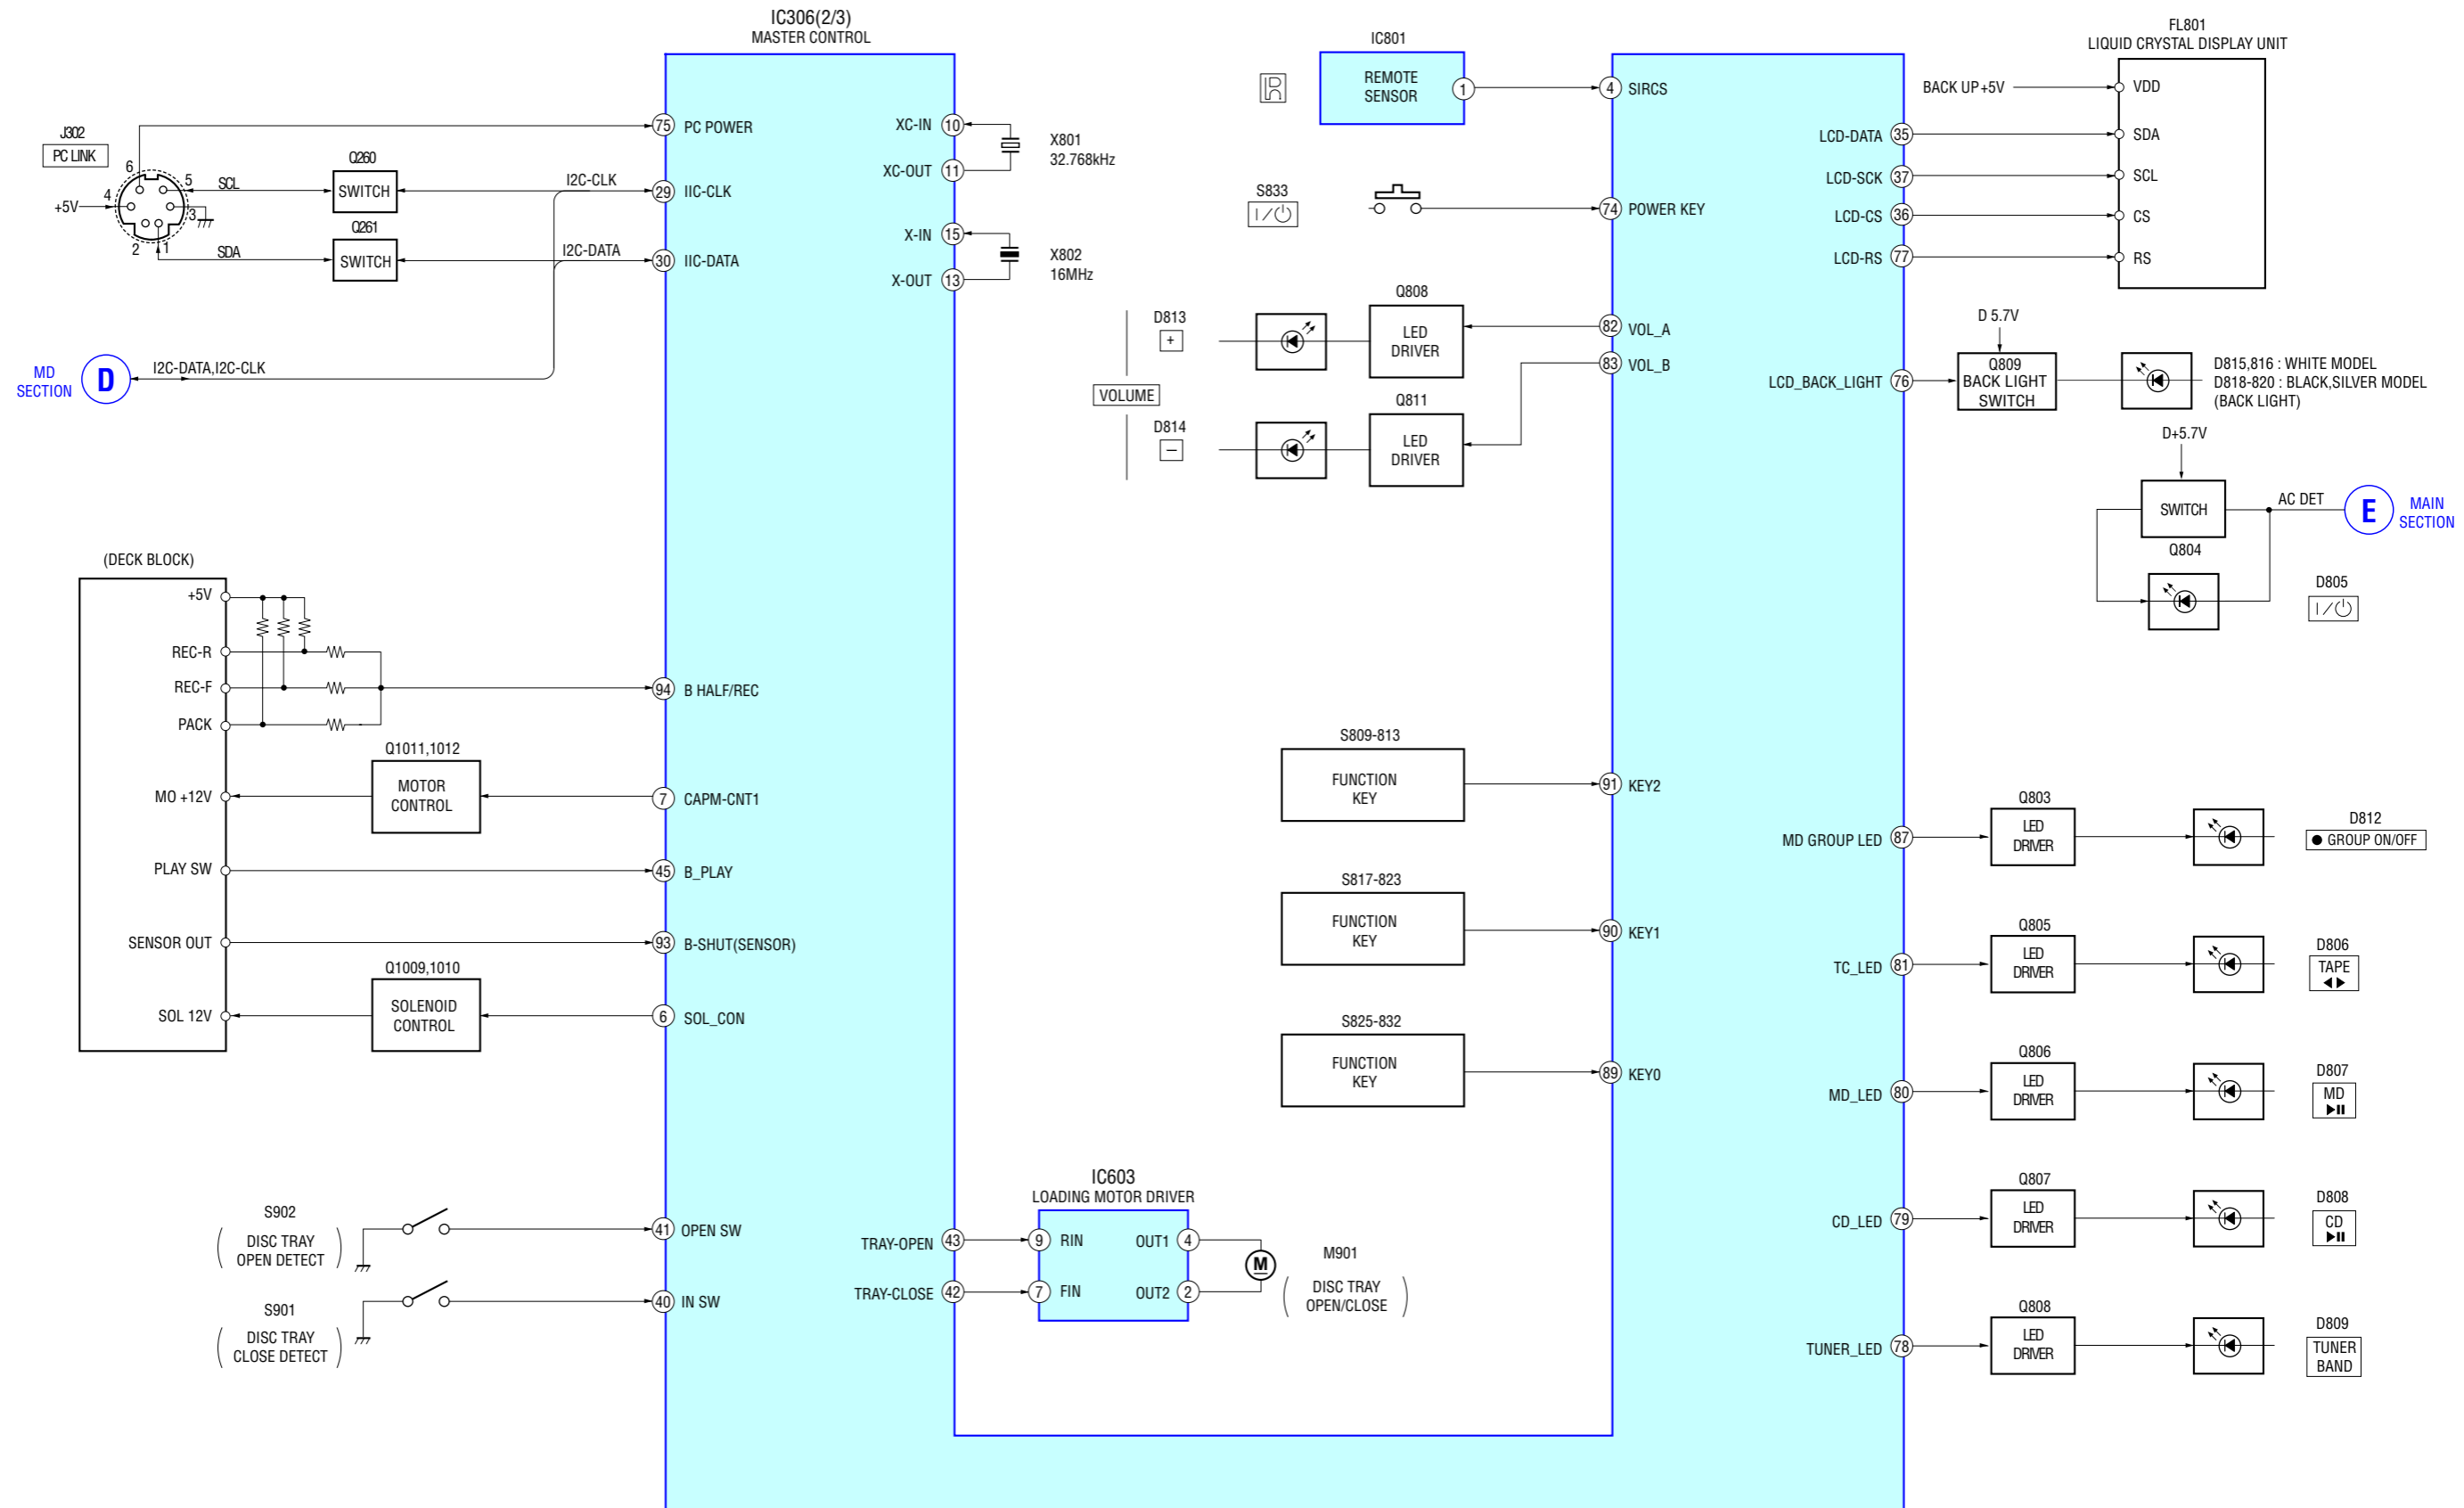 IC306(2/3)
MASTER CONTROL
J302
PC LINK
6
5
4
3
2
1
+5V
SCL
SDA
Q260
SWITCH
Q261
SWITCH
I2C-CLK
I2C-DATA
75 PC POWER
29 IIC-CLK
30 IIC-DATA
MD
SECTION
D
I2C-DATA,I2C-CLK
XC-IN 10
XC-OUT 11
X801
32.768kHz
X-IN 15
X-OUT 13
X802
16MHz
(DECK BLOCK)
+5V
REC-R
REC-F
PACK
MO +12V
PLAY SW
SENSOR OUT
SOL 12V
Q1011,1012
MOTOR
CONTROL
Q1009,1010
SOLENOID
CONTROL
94 B HALF/REC
7 CAPM-CNT1
45 B_PLAY
93 B-SHUT(SENSOR)
6 SOL_CON
S902
DISC TRAY
OPEN DETECT
S901
DISC TRAY
CLOSE DETECT
41 OPEN SW
40 IN SW
TRAY-OPEN 43
TRAY-CLOSE 42
IC603
LOADING MOTOR DRIVER
9 RIN
7 FIN
OUT1 4
OUT2 2
M
M901
DISC TRAY
OPEN/CLOSE
IC801
REMOTE
SENSOR
1
R
4 SIRCS
S833
I/⏻
74 POWER KEY
D813
+
VOLUME
D814
−
Q808
LED
DRIVER
Q811
LED
DRIVER
82 VOL_A
83 VOL_B
S809-813
FUNCTION
KEY
91 KEY2
S817-823
FUNCTION
KEY
90 KEY1
S825-832
FUNCTION
KEY
89 KEY0
FL801
LIQUID CRYSTAL DISPLAY UNIT
BACK UP +5V
VDD
LCD-DATA 35
SDA
LCD-SCK 37
SCL
LCD-CS 36
CS
LCD-RS 77
RS
D 5.7V
LCD_BACK_LIGHT 76
Q809
BACK LIGHT
SWITCH
D815,816 : WHITE MODEL
D818-820 : BLACK,SILVER MODEL
(BACK LIGHT)
D+5.7V
SWITCH
Q804
AC DET
E
MAIN
SECTION
D805
I/⏻
MD GROUP LED 87
Q803
LED
DRIVER
D812
● GROUP ON/OFF
TC_LED 81
Q805
LED
DRIVER
D806
TAPE
◀▶
MD_LED 80
Q806
LED
DRIVER
D807
MD
▶II
CD_LED 79
Q807
LED
DRIVER
D808
CD
▶II
TUNER_LED 78
Q808
LED
DRIVER
D809
TUNER
BAND